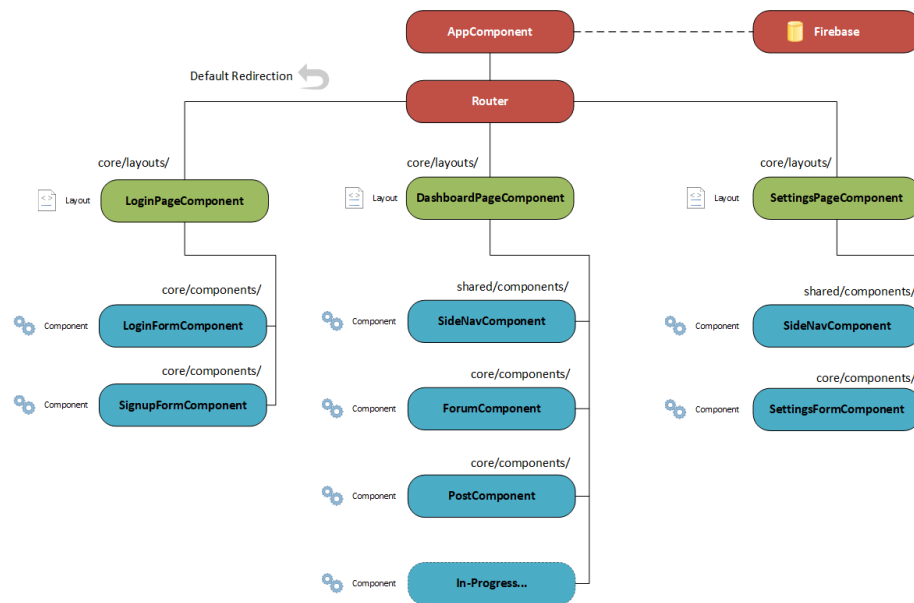 AppComponent
Firebase
Default Redirection
Router
core/layouts/
core/layouts/
core/layouts/
Layout
LoginPageComponent
Layout
DashboardPageComponent
Layout
SettingsPageComponent
core/components/
shared/components/
shared/components/
Component
LoginFormComponent
Component
SideNavComponent
Component
SideNavComponent
core/components/
core/components/
core/components/
Component
SignupFormComponent
Component
ForumComponent
Component
SettingsFormComponent
core/components/
Component
PostComponent
Component
In-Progress...